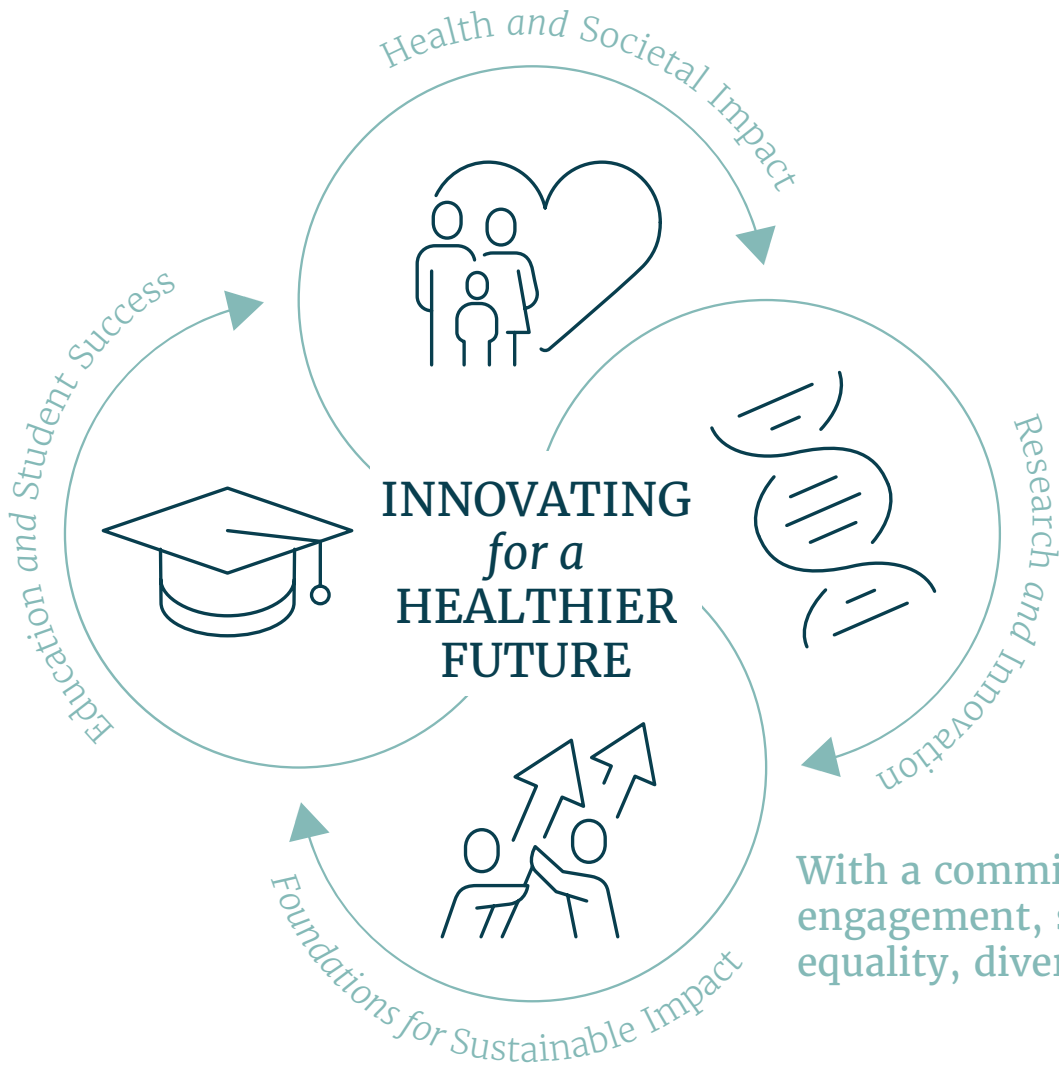 Health and Societal Impact
Education and Student Success
Research and Innovation
INNOVATING
for a
HEALTHIER
FUTURE
Foundations for Sustainable Impact
With a commi
engagement, s
equality, diver